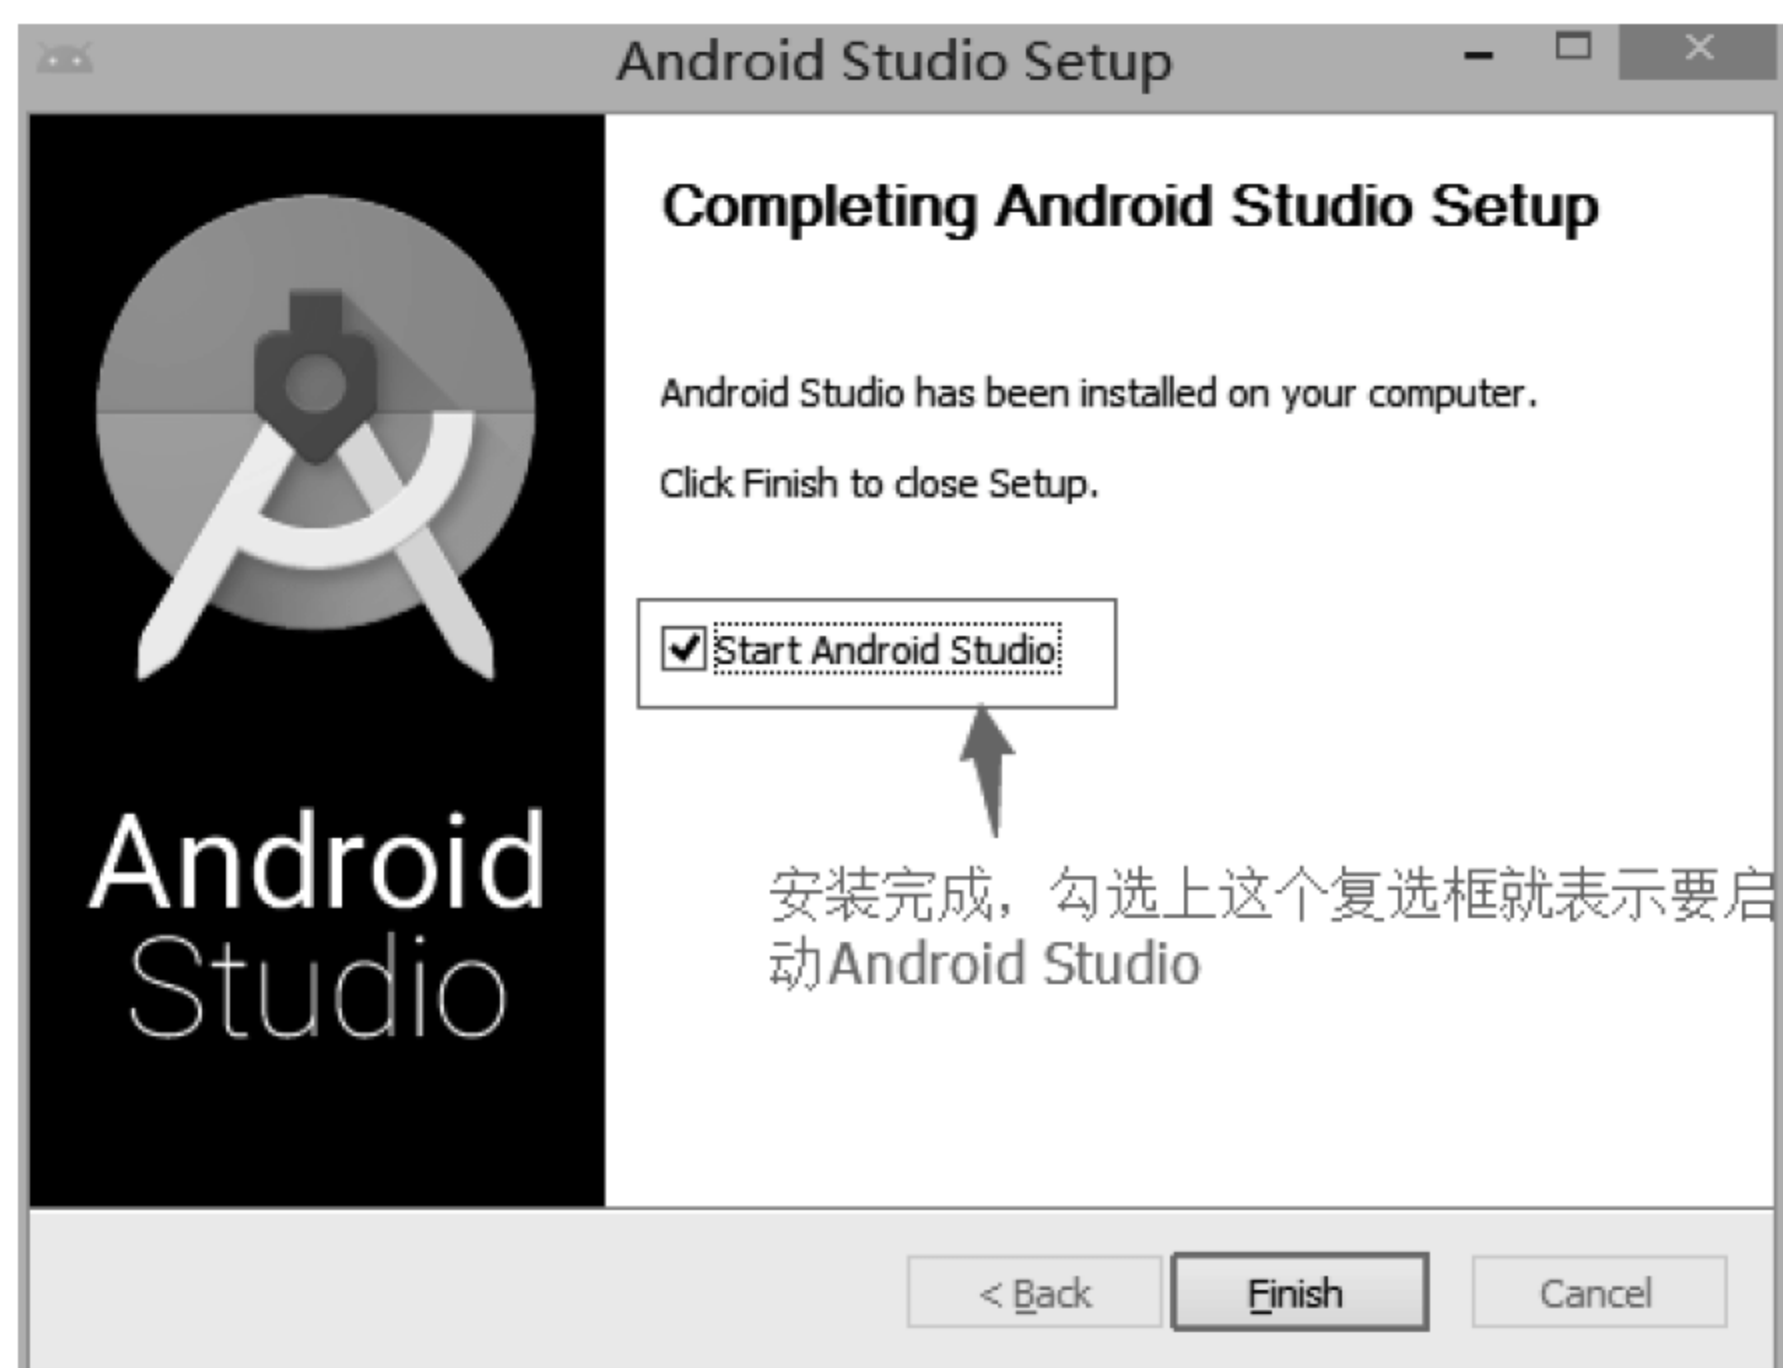 Android Studio Setup
Completing Android Studio Setup
Android Studio has been installed on your computer.
Click Finish to close Setup.
Start Android Studio
安装完成，勾选上这个复选框就表示要启
动Android Studio
Android
Studio
< Back
Finish
Cancel